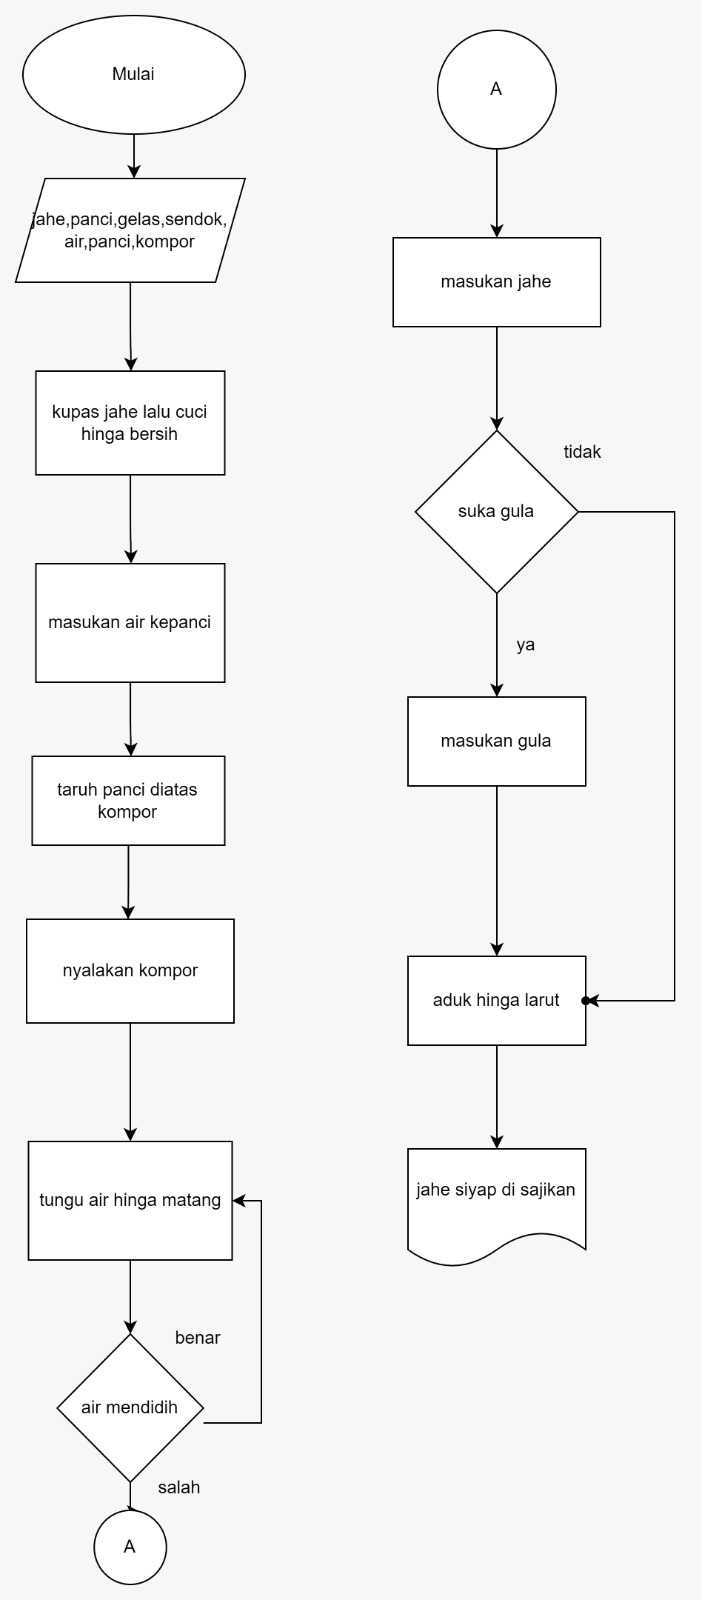 Mulai
jahe,panci,gelas,sendok,
air,panci,kompor
kupas jahe lalu cuci
hinga bersih
masukan air kepanci
taruh panci diatas
kompor
nyalakan kompor
tungu air hinga matang
benar
air mendidih
salah
A
A
masukan jahe
tidak
suka gula
ya
masukan gula
aduk hinga larut
jahe siyap di sajikan